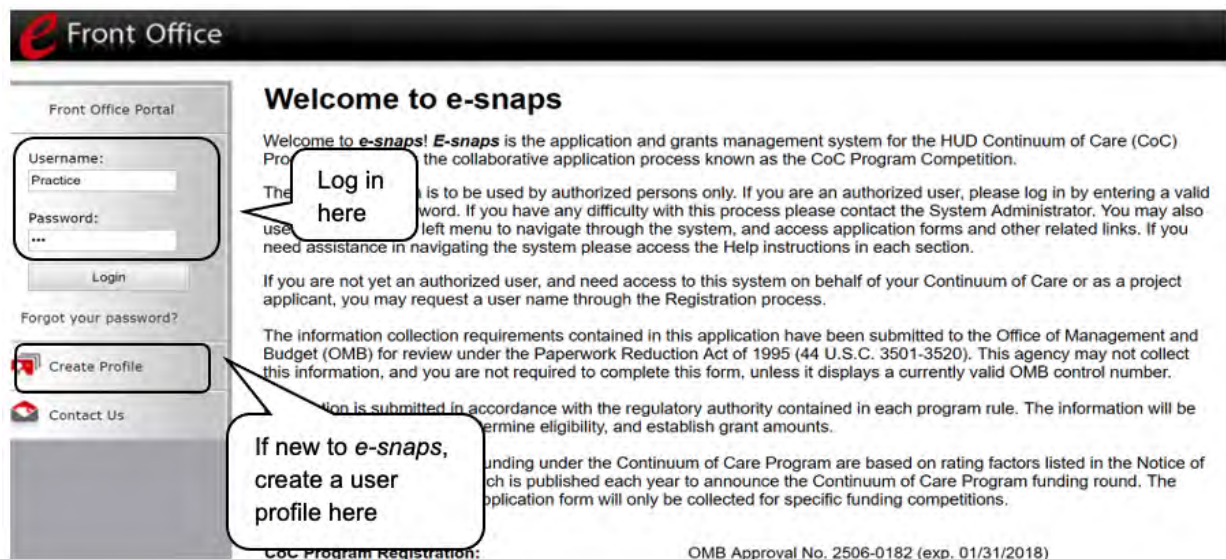 e Front Office
Front Office Portal
Username:
Practice
Password:
•••
Login
Forgot your password?
Create Profile
Contact Us
Log in
here
If new to e-snaps,
create a user
profile here
Welcome to e-snaps
Welcome to e-snaps! E-snaps is the application and grants management system for the HUD Continuum of Care (CoC)
the collaborative application process known as the CoC Program Competition.
is to be used by authorized persons only. If you are an authorized user, please log in by entering a valid
word. If you have any difficulty with this process please contact the System Administrator. You may also
left menu to navigate through the system, and access application forms and other related links. If you
need assistance in navigating the system please access the Help instructions in each section.
If you are not yet an authorized user, and need access to this system on behalf of your Continuum of Care or as a project
applicant, you may request a user name through the Registration process.
The information collection requirements contained in this application have been submitted to the Office of Management and
Budget (OMB) for review under the Paperwork Reduction Act of 1995 (44 U.S.C. 3501-3520). This agency may not collect
this information, and you are not required to complete this form, unless it displays a currently valid OMB control number.
is submitted in accordance with the regulatory authority contained in each program rule. The information will be
ermine eligibility, and establish grant amounts.
unding under the Continuum of Care Program are based on rating factors listed in the Notice of
ch is published each year to announce the Continuum of Care Program funding round. The
plication form will only be collected for specific funding competitions.
CoC Program Registration: OMB Approval No. 2506-0182 (exp. 01/31/2018)